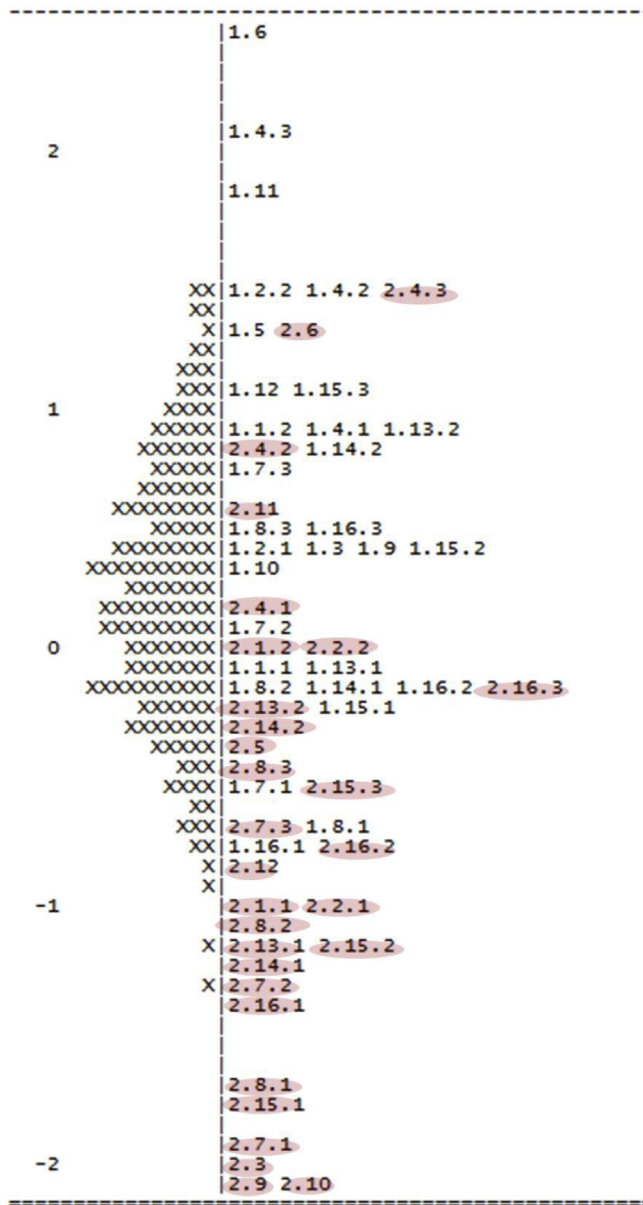 |1.6
|1.4.3
2
|1.11
XX|1.2.2 1.4.2 2.4.3
XX|
X|1.5 2.6
XX|
XXX|
XXX|1.12 1.15.3
1 XXXX|
XXXXX|1.1.2 1.4.1 1.13.2
XXXXXX|2.4.2 1.14.2
XXXXX|1.7.3
XXXXXX|
XXXXXXXX|2.11
XXXXX|1.8.3 1.16.3
XXXXXXXX|1.2.1 1.3 1.9 1.15.2
XXXXXXXXXX|1.10
XXXXXXX|
XXXXXXXXX|2.4.1
XXXXXXXXX|1.7.2
0 XXXXXXX|2.1.2 2.2.2
XXXXXXX|1.1.1 1.13.1
XXXXXXXXXX|1.8.2 1.14.1 1.16.2 2.16.3
XXXXXX|2.13.2 1.15.1
XXXXXXX|2.14.2
XXXXX|2.5
XXX|2.8.3
XXXX|1.7.1 2.15.3
XX|
XXX|2.7.3 1.8.1
XX|1.16.1 2.16.2
X|2.12
X|
-1 |2.1.1 2.2.1
|2.8.2
X|2.13.1 2.15.2
|2.14.1
X|2.7.2
|2.16.1
|2.8.1
|2.15.1
|2.7.1
-2 |2.3
|2.9 2.10